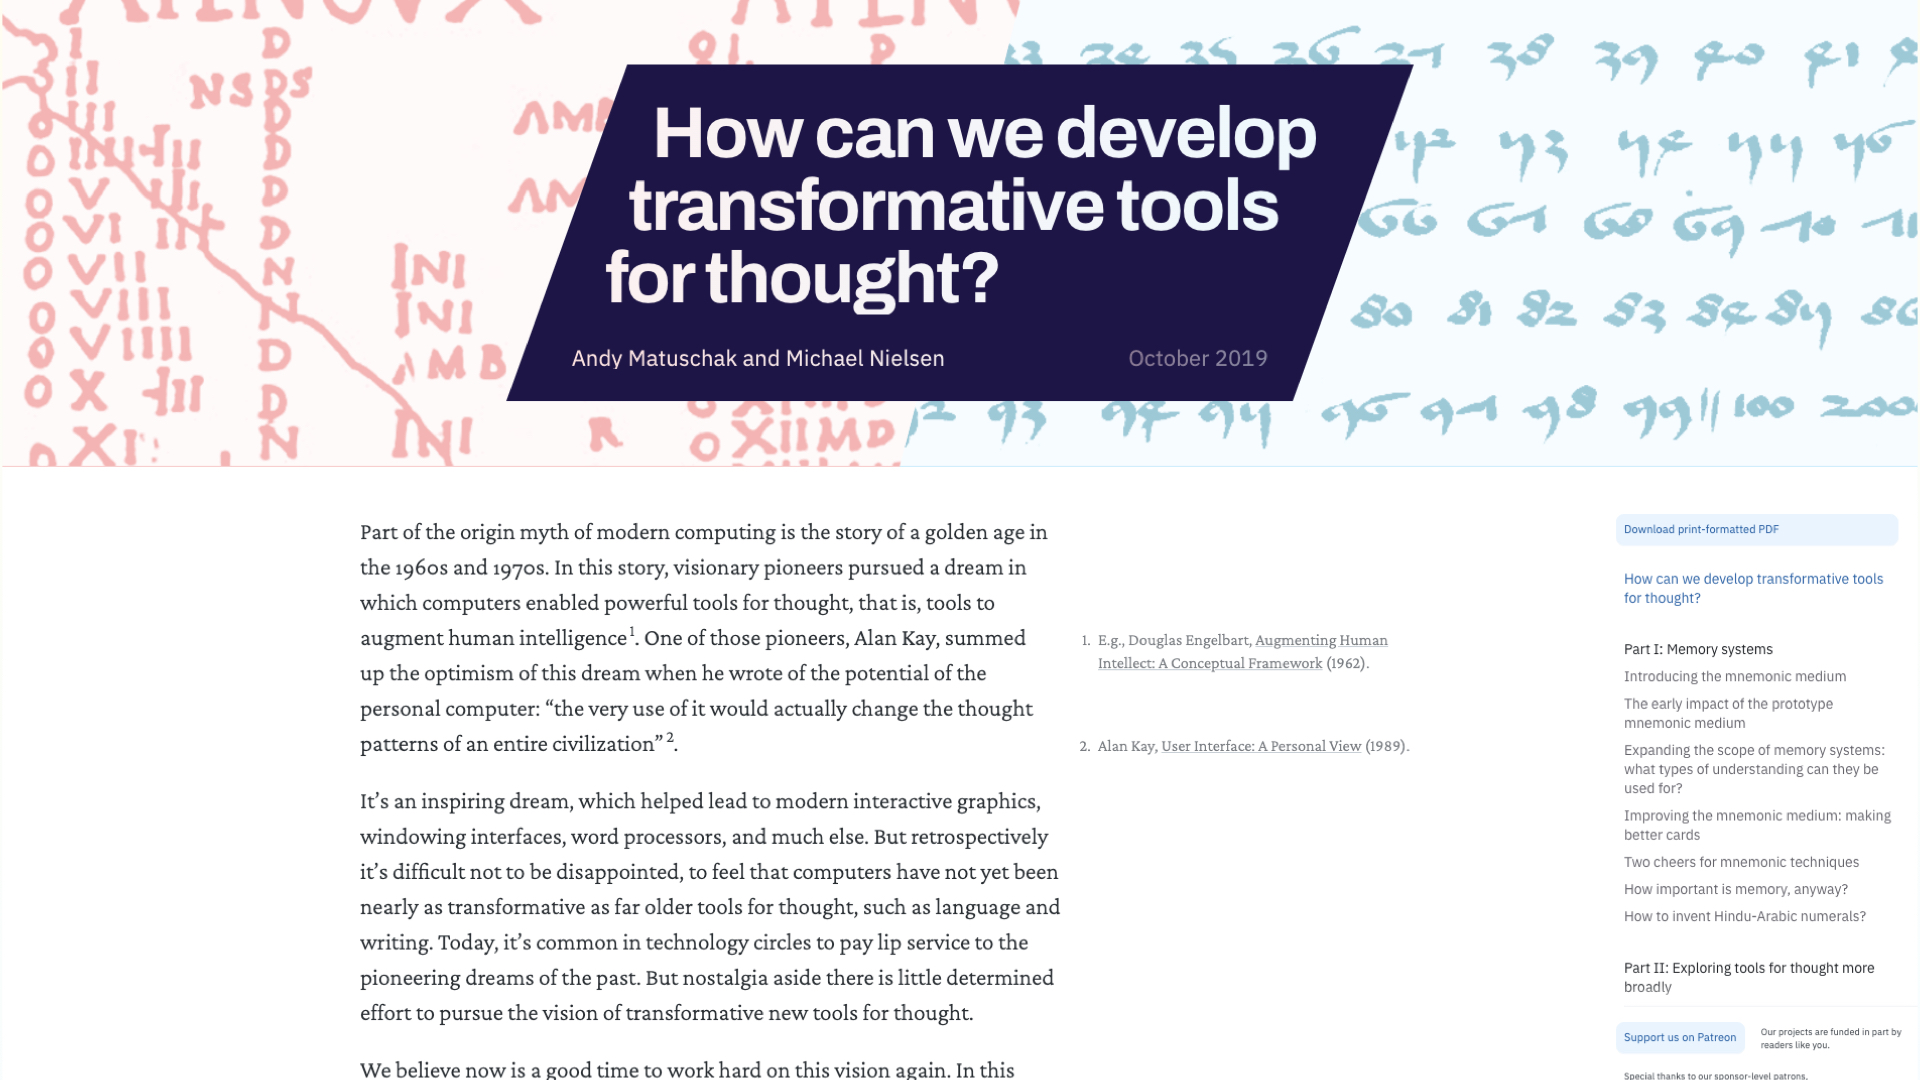 How can we develop
transformative tools
for thought?
Andy Matuschak and Michael Nielsen
October 2019
Part of the origin myth of modern computing is the story of a golden age in
the 1960s and 1970s. In this story, visionary pioneers pursued a dream in
which computers enabled powerful tools for thought, that is, tools to
augment human intelligence1. One of those pioneers, Alan Kay, summed
up the optimism of this dream when he wrote of the potential of the
personal computer: “the very use of it would actually change the thought
patterns of an entire civilization”2.
1. E.g., Douglas Engelbart, Augmenting Human
Intellect: A Conceptual Framework (1962).
2. Alan Kay, User Interface: A Personal View (1989).
It’s an inspiring dream, which helped lead to modern interactive graphics,
windowing interfaces, word processors, and much else. But retrospectively
it’s difficult not to be disappointed, to feel that computers have not yet been
nearly as transformative as far older tools for thought, such as language and
writing. Today, it’s common in technology circles to pay lip service to the
pioneering dreams of the past. But nostalgia aside there is little determined
effort to pursue the vision of transformative new tools for thought.
We believe now is a good time to work hard on this vision again. In this
Download print-formatted PDF
How can we develop transformative tools
for thought?
Part I: Memory systems
Introducing the mnemonic medium
The early impact of the prototype
mnemonic medium
Expanding the scope of memory systems:
what types of understanding can they be
used for?
Improving the mnemonic medium: making
better cards
Two cheers for mnemonic techniques
How important is memory, anyway?
How to invent Hindu-Arabic numerals?
Part II: Exploring tools for thought more
broadly
Support us on Patreon
Our projects are funded in part by
readers like you.
Special thanks to our sponsor-level patrons,